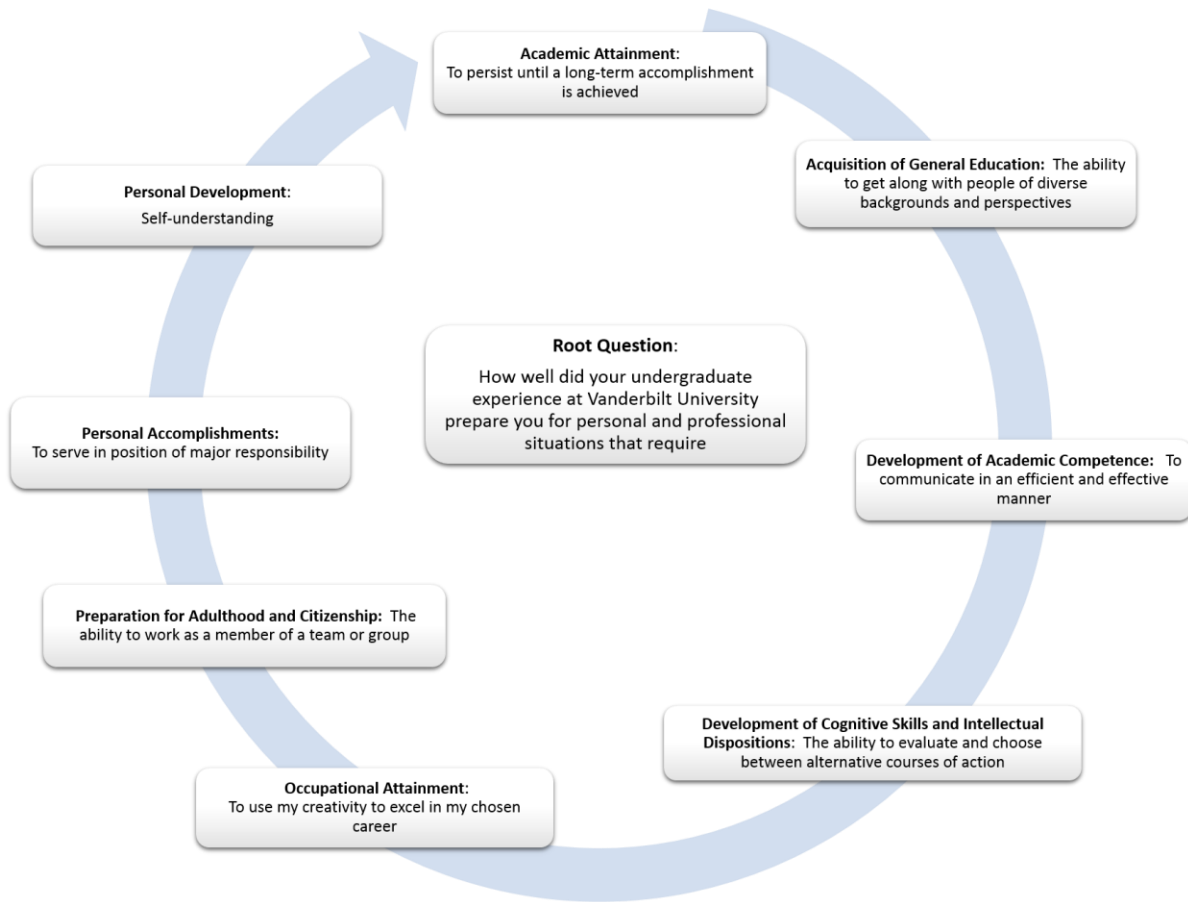 Academic Attainment:
To persist until a long-term accomplishment
is achieved
Acquisition of General Education:  The ability
to get along with people of diverse
backgrounds and perspectives
Development of Academic Competence:   To
communicate in an efficient and effective
manner
Development of Cognitive Skills and Intellectual
Dispositions:  The ability to evaluate and choose
between alternative courses of action
Occupational Attainment:
To use my creativity to excel in my chosen
career
Preparation for Adulthood and Citizenship:  The
ability to work as a member of a team or group
Personal Accomplishments:
To serve in position of major responsibility
Personal Development:
Self-understanding
Root Question:
How well did your undergraduate
experience at Vanderbilt University
prepare you for personal and professional
situations that require